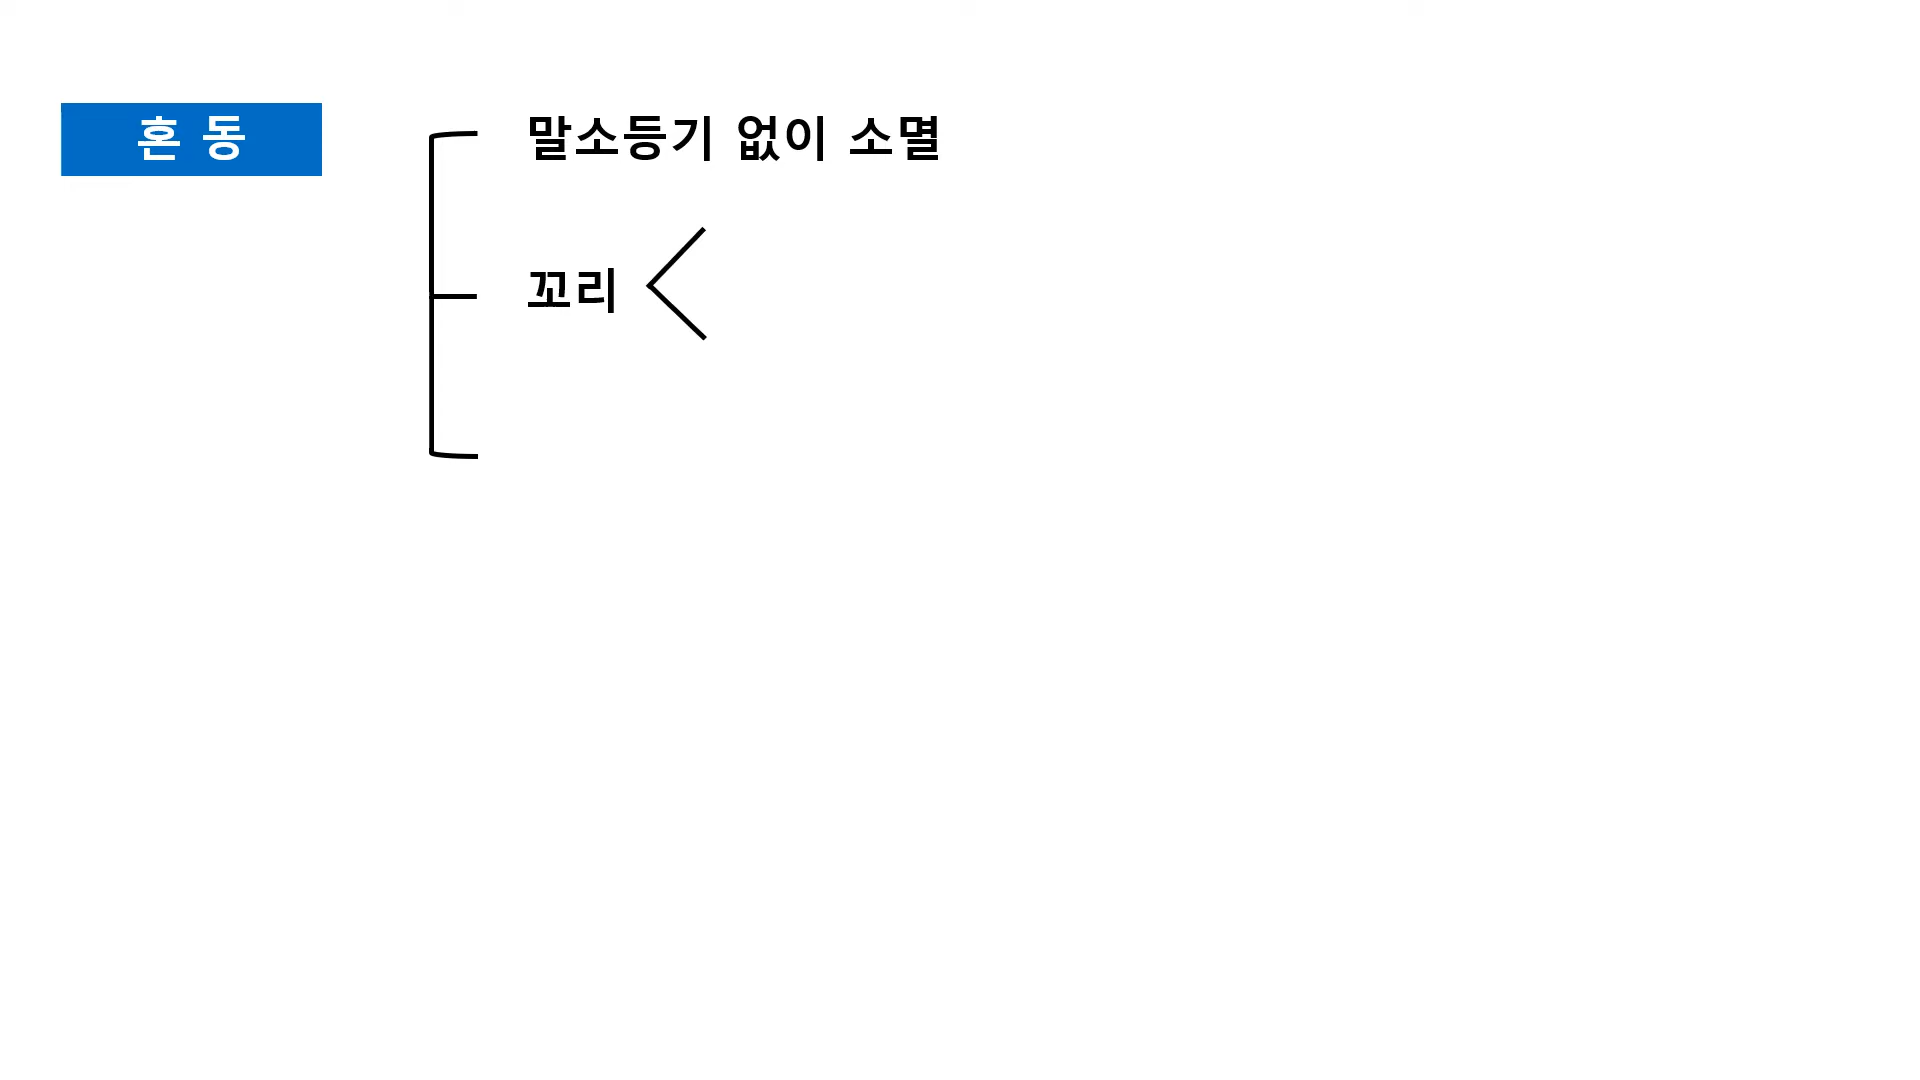 혼 동
말소등기 없이 소멸
꼬리